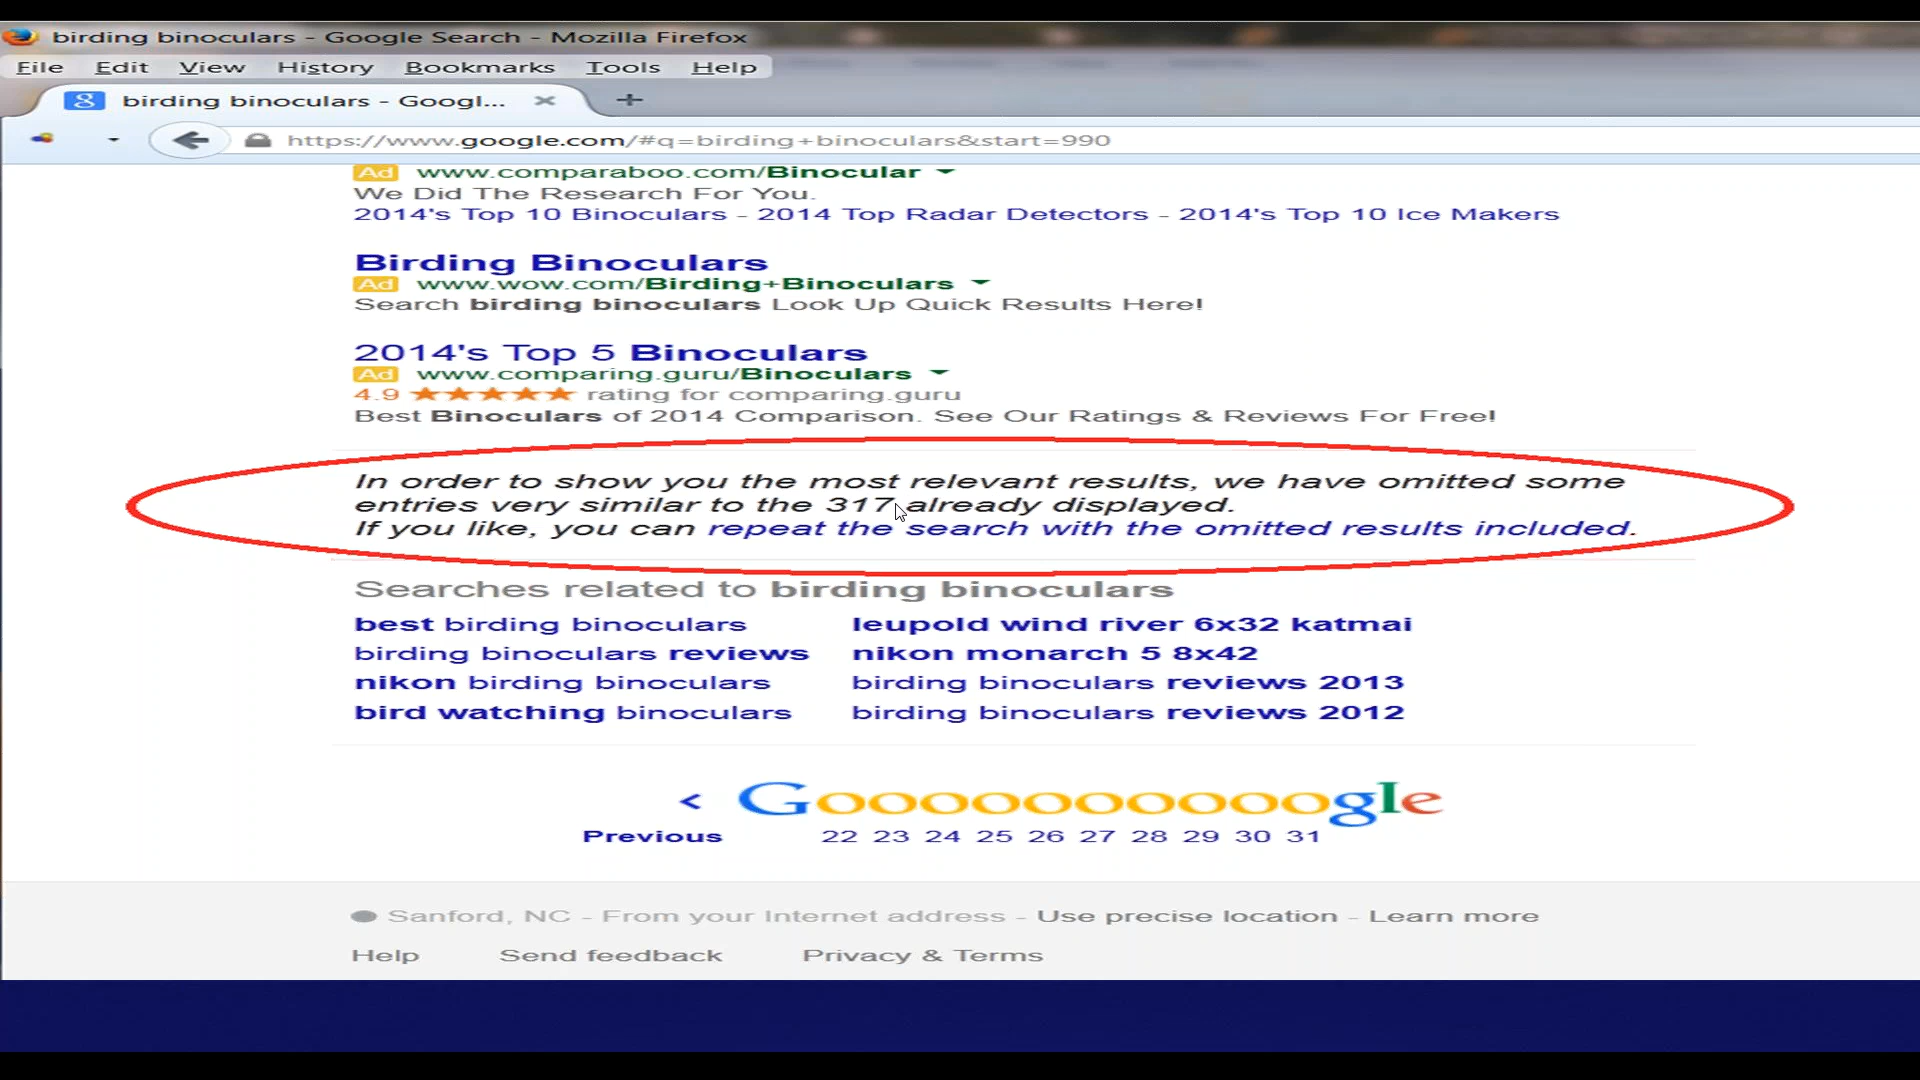 birding binoculars - Google Search - Mozilla Firefox
File Edit View History Bookmarks Tools Help
8 birding binoculars - Googl...
https://www.google.com/#q=birding+binoculars&start=990
Ad www.comparaboo.com/Binocular
We Did The Research For You.
2014's Top 10 Binoculars - 2014 Top Radar Detectors - 2014's Top 10 Ice Makers
Birding Binoculars
Ad www.wow.com/Birding+Binoculars
Search birding binoculars Look Up Quick Results Here!
2014's Top 5 Binoculars
Ad www.comparing.guru/Binoculars
4.9 ★★★★★ rating for comparing.guru
Best Binoculars of 2014 Comparison. See Our Ratings & Reviews For Free!
In order to show you the most relevant results, we have omitted some
entries very similar to the 317 already displayed.
If you like, you can repeat the search with the omitted results included.
Searches related to birding binoculars
best birding binoculars leupold wind river 6x32 katmai
birding binoculars reviews nikon monarch 5 8x42
nikon birding binoculars birding binoculars reviews 2013
bird watching binoculars birding binoculars reviews 2012
< Goooooooooogle
Previous 22 23 24 25 26 27 28 29 30 31
Sanford, NC - From your Internet address - Use precise location - Learn more
Help Send feedback Privacy & Terms